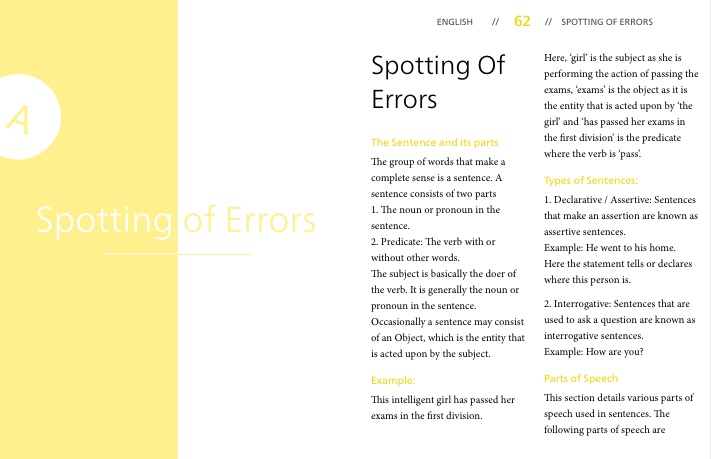 A
Spotting of Errors
ENGLISH // 62 // SPOTTING OF ERRORS
Spotting Of
Errors
The Sentence and its parts
The group of words that make a
complete sense is a sentence. A
sentence consists of two parts
1. The noun or pronoun in the
sentence.
2. Predicate: The verb with or
without other words.
The subject is basically the doer of
the verb. It is generally the noun or
pronoun in the sentence.
Occasionally a sentence may consist
of an Object, which is the entity that
is acted upon by the subject.
Example:
This intelligent girl has passed her
exams in the first division.
Here, ‘girl’ is the subject as she is
performing the action of passing the
exams, ‘exams’ is the object as it is
the entity that is acted upon by ‘the
girl’ and ‘has passed her exams in
the first division’ is the predicate
where the verb is ‘pass’.
Types of Sentences:
1. Declarative / Assertive: Sentences
that make an assertion are known as
assertive sentences.
Example: He went to his home.
Here the statement tells or declares
where this person is.
2. Interrogative: Sentences that are
used to ask a question are known as
interrogative sentences.
Example: How are you?
Parts of Speech
This section details various parts of
speech used in sentences. The
following parts of speech are